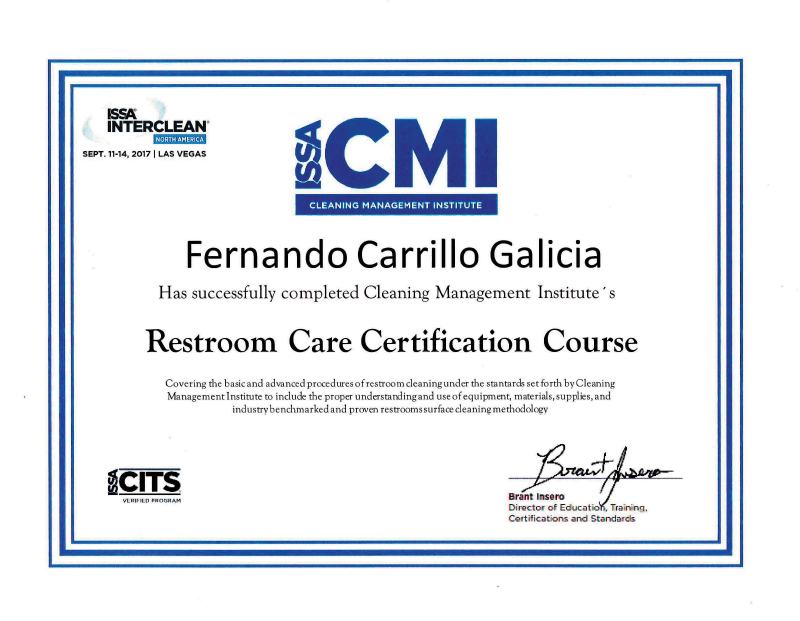 ISSA
INTERCLEAN
NORTH AMERICA
SEPT. 11-14, 2017 | LAS VEGAS
ISSA CMI
CLEANING MANAGEMENT INSTITUTE
Fernando Carrillo Galicia
Has successfully completed Cleaning Management Institute´s
Restroom Care Certification Course
Covering the basic and advanced procedures of restroom cleaning under the stantards set forth by Cleaning
Management Institute to include the proper understanding and use of equipment, materials, supplies, and
industry benchmarked and proven restrooms surface cleaning methodology
ISSA CITS
VERIFIED PROGRAM
Brant Insero
Brant Insero
Director of Education, Training,
Certifications and Standards